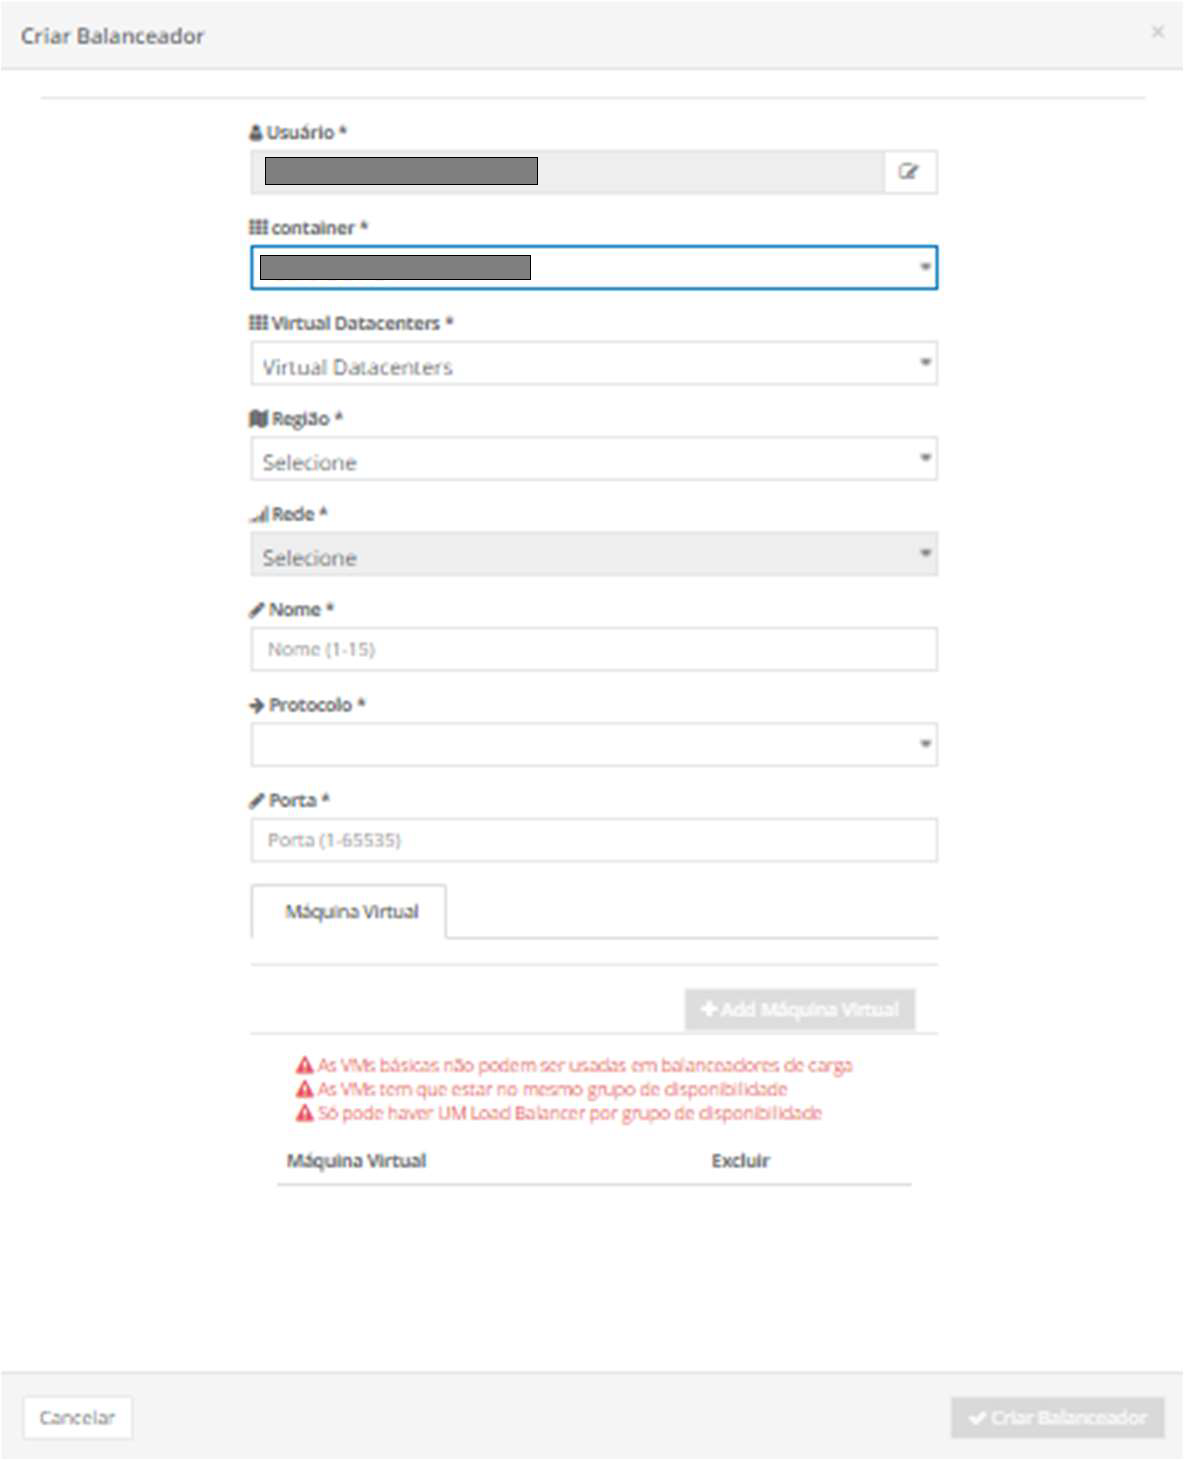 Criar Balanceador ×
Usuário *
container *
Virtual Datacenters *
Virtual Datacenters
Região *
Selecione
Rede *
Selecione
Nome *
Nome (1-15)
Protocolo *
Porta *
Porta (1-65535)
Máquina Virtual
Add Máquina Virtual
As VMs básicas não podem ser usadas em balanceadores de carga
As VMs tem que estar no mesmo grupo de disponibilidade
Só pode haver UM Load Balancer por grupo de disponibilidade
Máquina Virtual Excluir
Cancelar Criar Balanceador